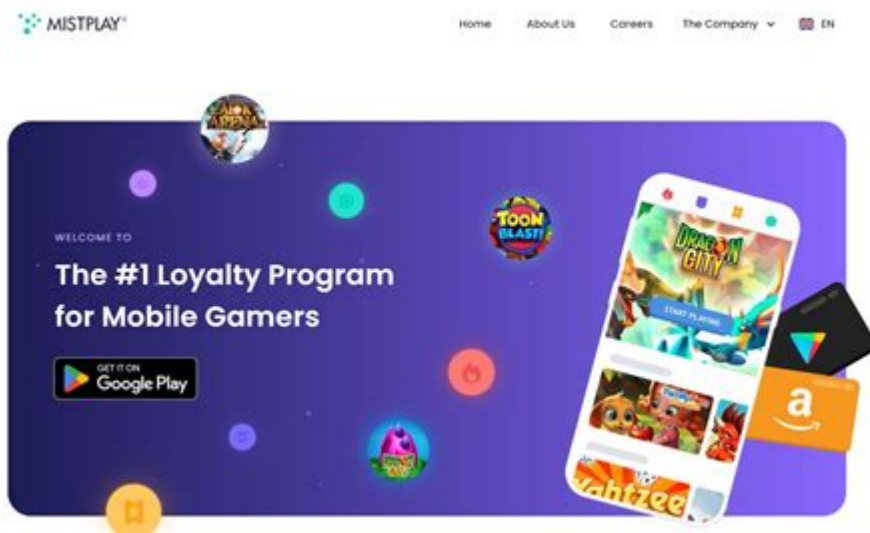 MISTPLAY
Home About Us Careers The Company EN
ARENA
WELCOME TO
The #1 Loyalty Program
for Mobile Gamers
GET IT ON
Google Play
TOON
BLAST!
DRAGON
CITY
START PLAYING
a
Yahtzee